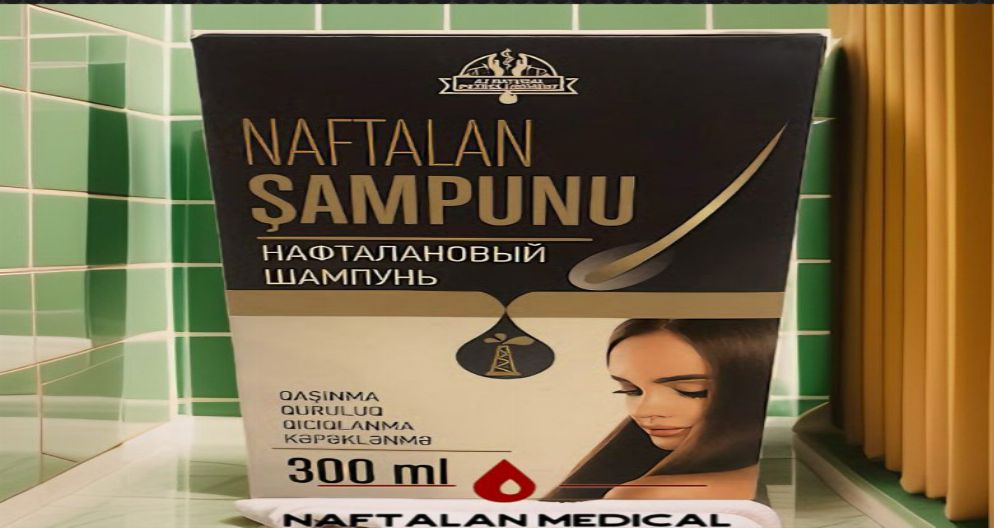 NAFTALAN
ŞAMPUNU
НАФТАЛАНОВЫЙ
ШАМПУНЬ
QAŞINMA
QURULUQ
QICIQLANMA
KƏPƏKLƏNMƏ
300 ml
NAFTALAN MEDICAL